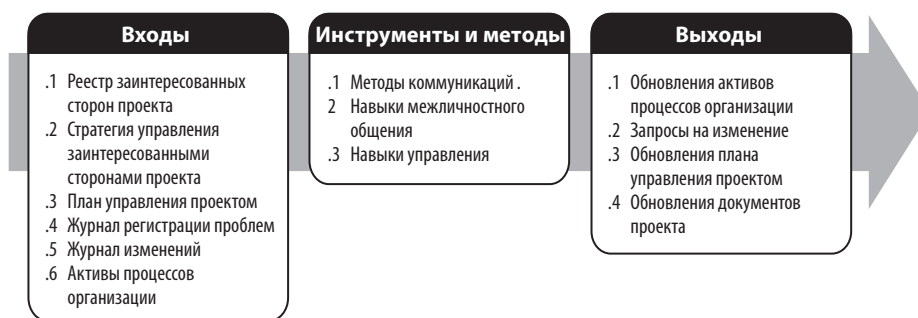 Входы
.1 Реестр заинтересованных
сторон проекта
.2 Стратегия управления
заинтересованными
сторонами проекта
.3 План управления проектом
.4 Журнал регистрации проблем
.5 Журнал изменений
.6 Активы процессов
организации
Инструменты и методы
.1 Методы коммуникаций .
2 Навыки межличностного
общения
.3 Навыки управления
Выходы
.1 Обновления активов
процессов организации
.2 Запросы на изменение
.3 Обновления плана
управления проектом
.4 Обновления документов
проекта